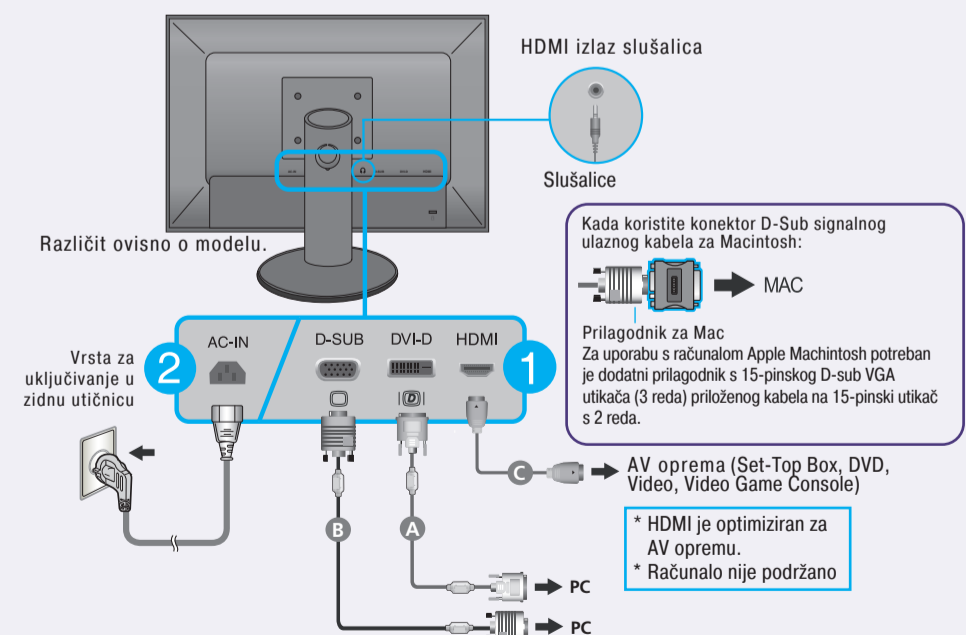 HDMI izlaz slušalica
Slušalice
Različit ovisno o modelu.
Kada koristite konektor D-Sub signalnog
ulaznog kabela za Macintosh:
MAC
Prilagodnik za Mac
Za uporabu s računalom Apple Machintosh potreban
je dodatni prilagodnik s 15-pinskog D-sub VGA
utikača (3 reda) priloženog kabela na 15-pinski utikač
s 2 reda.
Vrsta za
uključivanje u
zidnu utičnicu
2
AC-IN
D-SUB
DVI-D
HDMI
1
D
C
AV oprema (Set-Top Box, DVD,
Video, Video Game Console)
* HDMI je optimiziran za
AV opremu.
* Računalo nije podržano
B
A
PC
PC